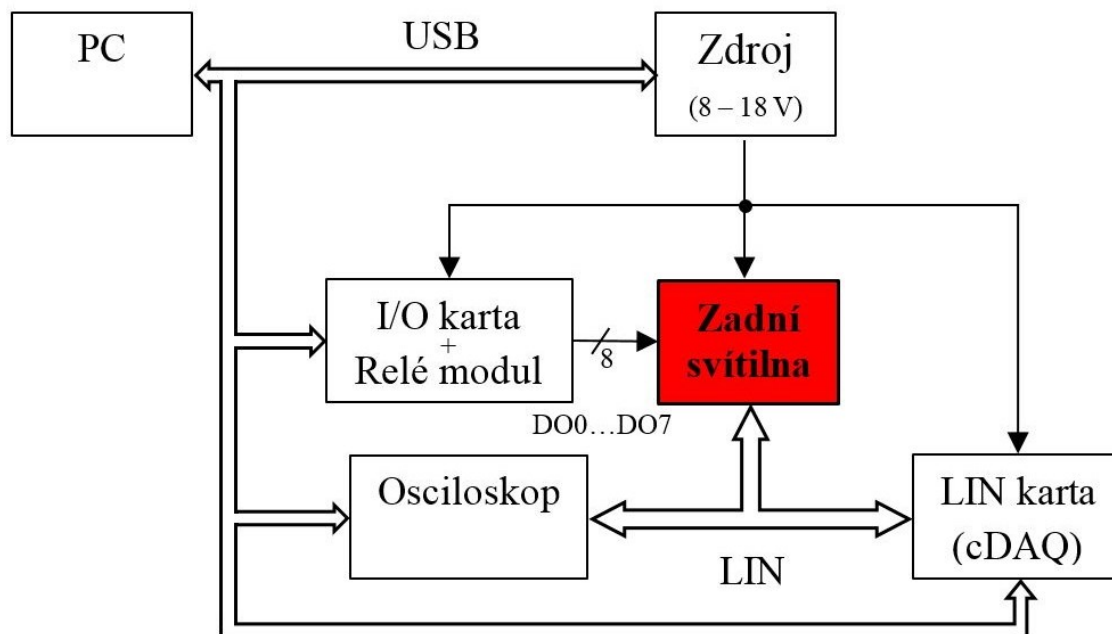 PC
USB
Zdroj
(8 – 18 V)
I/O karta
+
Relé modul
8
DO0…DO7
Zadní
svítilna
Osciloskop
LIN
LIN karta
(cDAQ)